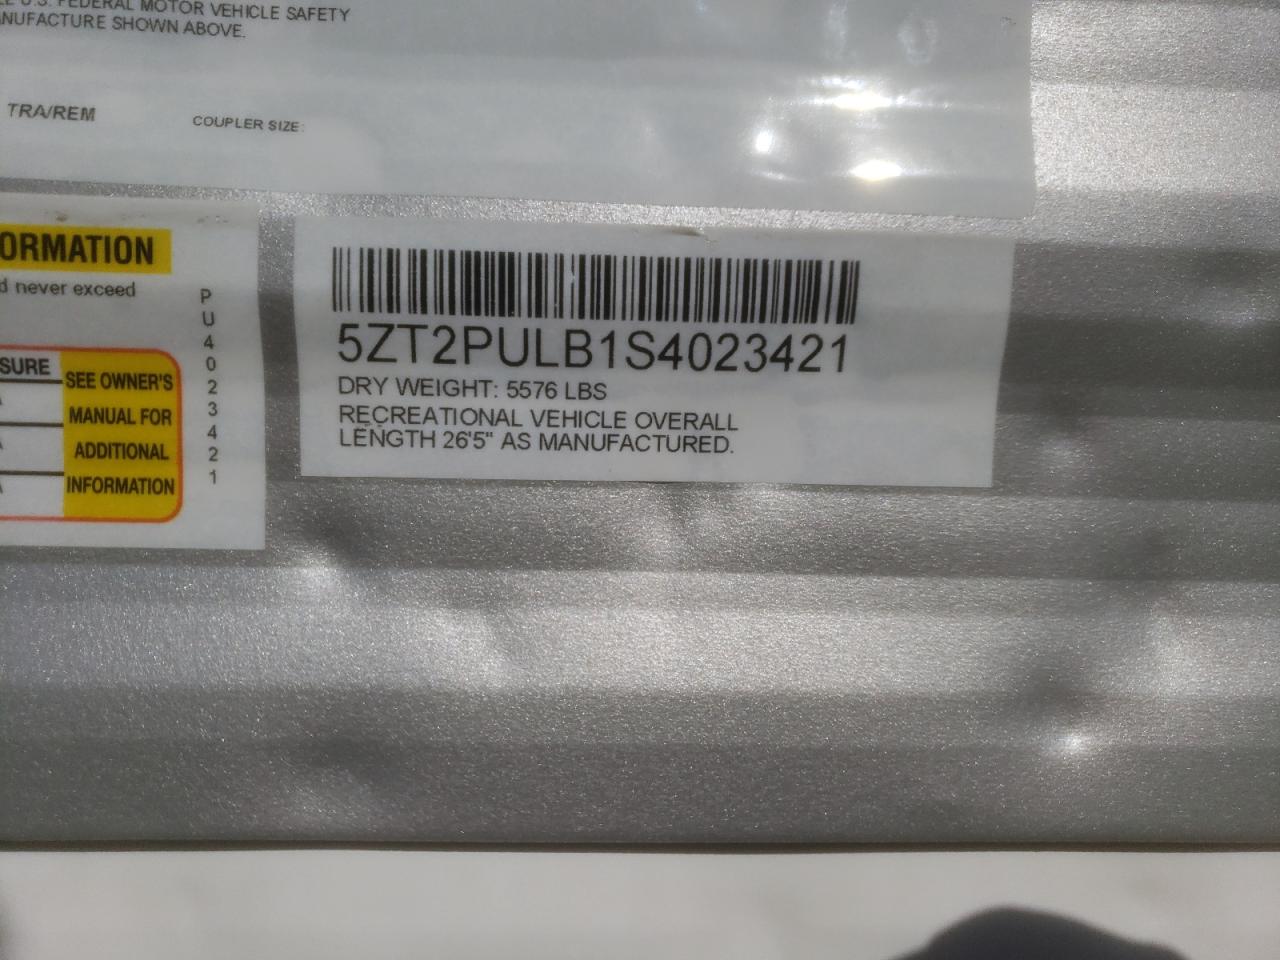 U.S. FEDERAL MOTOR VEHICLE SAFETY
MANUFACTURE SHOWN ABOVE.
TRA/REM
COUPLER SIZE:
ORMATION
d never exceed
SURE
SEE OWNER'S
MANUAL FOR
ADDITIONAL
INFORMATION
P
U
4
0
2
3
4
2
1
5ZT2PULB1S4023421
DRY WEIGHT: 5576 LBS
RECREATIONAL VEHICLE OVERALL
LENGTH 26'5" AS MANUFACTURED.